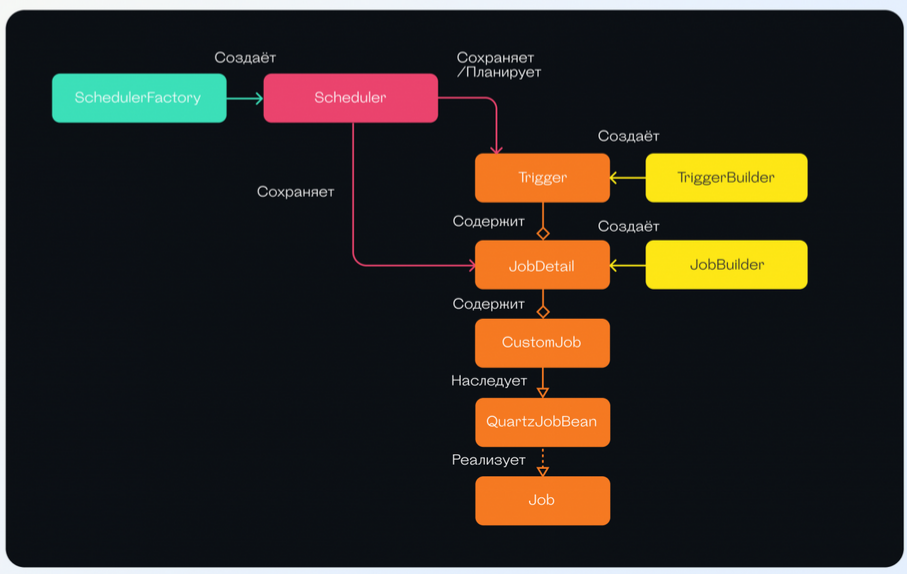 Создаёт
Сохраняет
/Планирует
SchedulerFactory
Scheduler
Создаёт
Trigger
TriggerBuilder
Сохраняет
Содержит
Создаёт
JobDetail
JobBuilder
Содержит
CustomJob
Наследует
QuartzJobBean
Реализует
Job